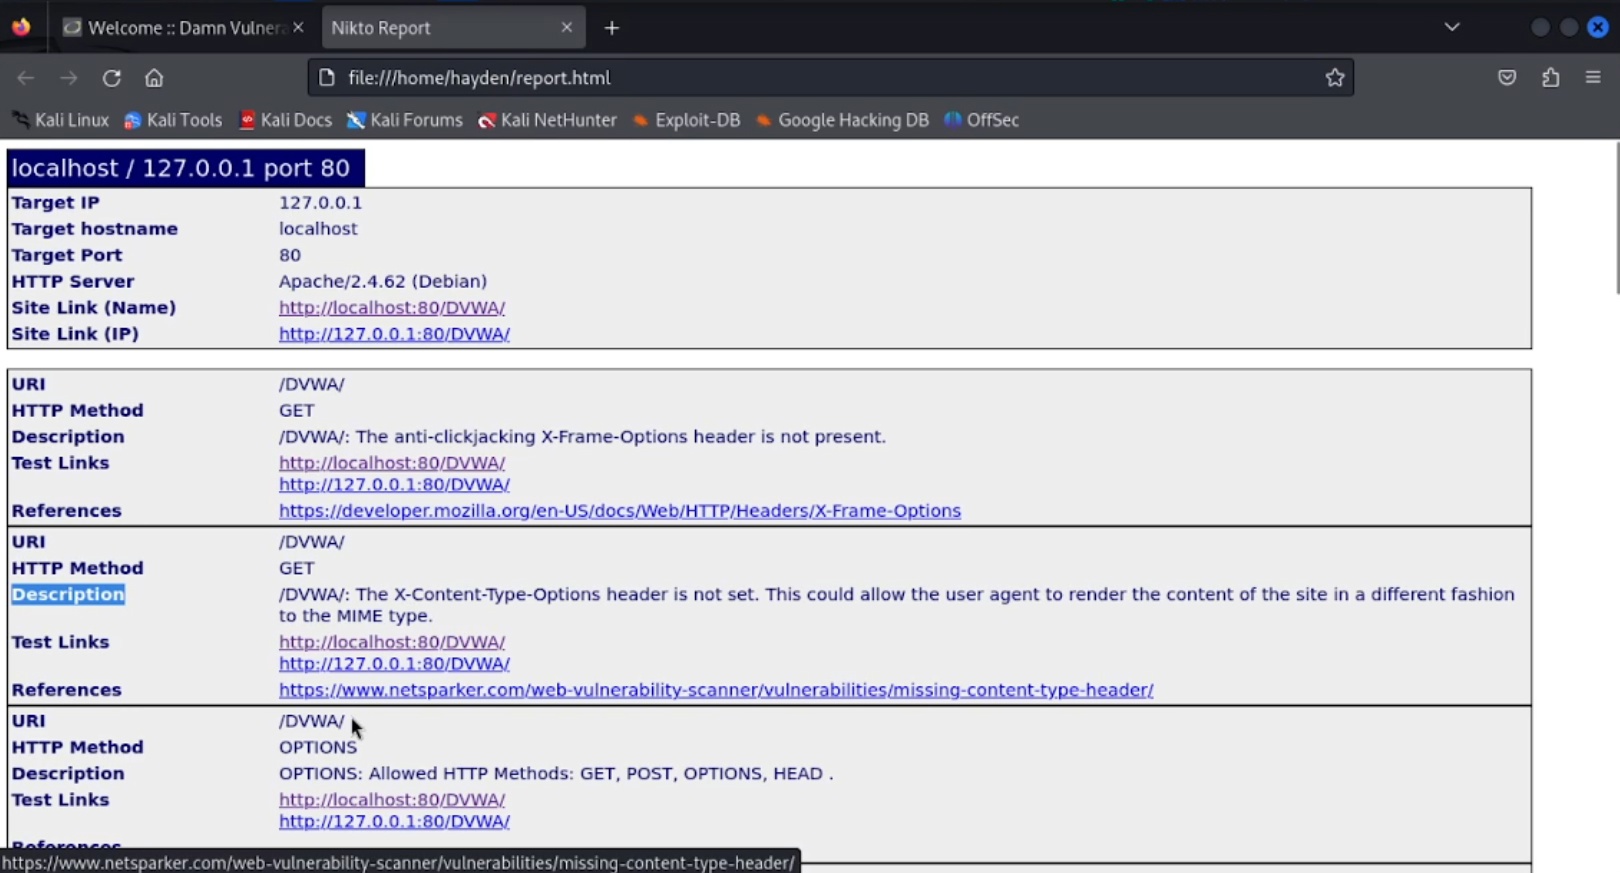 Welcome :: Damn Vulnera
Nikto Report
file:///home/hayden/report.html
Kali Linux Kali Tools Kali Docs Kali Forums Kali NetHunter Exploit-DB Google Hacking DB OffSec
localhost / 127.0.0.1 port 80
Target IP 127.0.0.1
Target hostname localhost
Target Port 80
HTTP Server Apache/2.4.62 (Debian)
Site Link (Name) http://localhost:80/DVWA/
Site Link (IP) http://127.0.0.1:80/DVWA/
URI /DVWA/
HTTP Method GET
Description /DVWA/: The anti-clickjacking X-Frame-Options header is not present.
Test Links http://localhost:80/DVWA/
http://127.0.0.1:80/DVWA/
References https://developer.mozilla.org/en-US/docs/Web/HTTP/Headers/X-Frame-Options
URI /DVWA/
HTTP Method GET
Description /DVWA/: The X-Content-Type-Options header is not set. This could allow the user agent to render the content of the site in a different fashion
to the MIME type.
Test Links http://localhost:80/DVWA/
http://127.0.0.1:80/DVWA/
References https://www.netsparker.com/web-vulnerability-scanner/vulnerabilities/missing-content-type-header/
URI /DVWA/
HTTP Method OPTIONS
Description OPTIONS: Allowed HTTP Methods: GET, POST, OPTIONS, HEAD .
Test Links http://localhost:80/DVWA/
http://127.0.0.1:80/DVWA/
References
https://www.netsparker.com/web-vulnerability-scanner/vulnerabilities/missing-content-type-header/